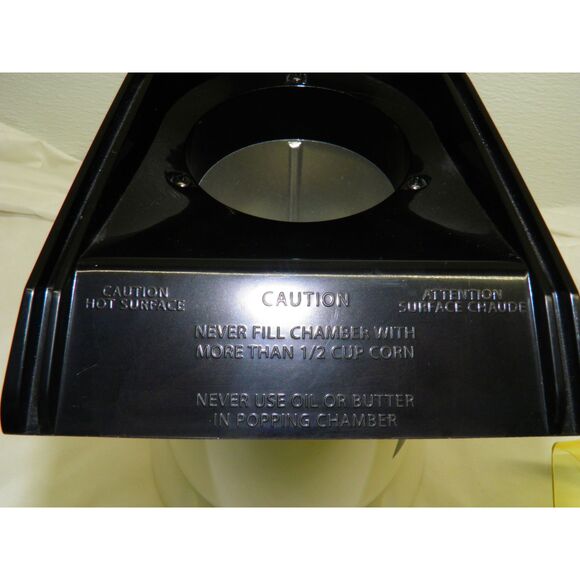 CAUTION
HOT SURFACE
CAUTION
ATTENTION
SURFACE CHAUDE
NEVER FILL CHAMBER WITH
MORE THAN 1/2 CUP CORN
NEVER USE OIL OR BUTTER
IN POPPING CHAMBER